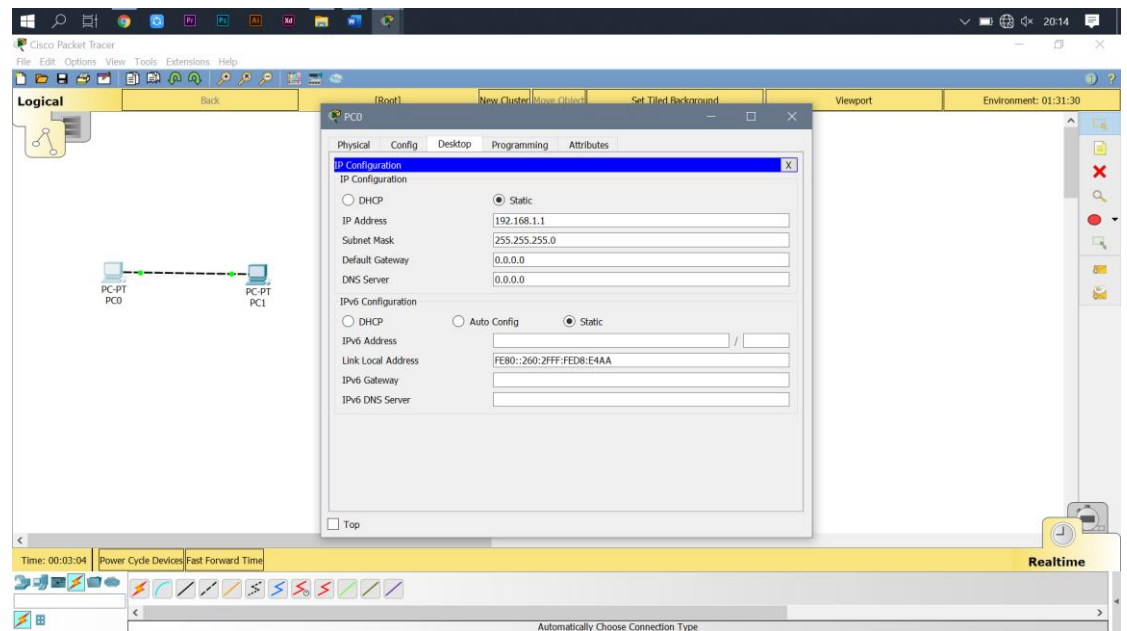 Pr Ps Ai Xd 20:14
Cisco Packet Tracer
File Edit Options View Tools Extensions Help
Logical Back [Root] New Cluster Move Object Set Tiled Background Viewport Environment: 01:31:30
PC0
Physical Config Desktop Programming Attributes
IP Configuration X
IP Configuration
DHCP Static
IP Address 192.168.1.1
Subnet Mask 255.255.255.0
Default Gateway 0.0.0.0
DNS Server 0.0.0.0
IPv6 Configuration
DHCP Auto Config Static
IPv6 Address /
Link Local Address FE80::260:2FFF:FED8:E4AA
IPv6 Gateway
IPv6 DNS Server
Top
PC-PT
PC0
PC-PT
PC1
Time: 00:03:04 Power Cycle Devices Fast Forward Time Realtime
Automatically Choose Connection Type